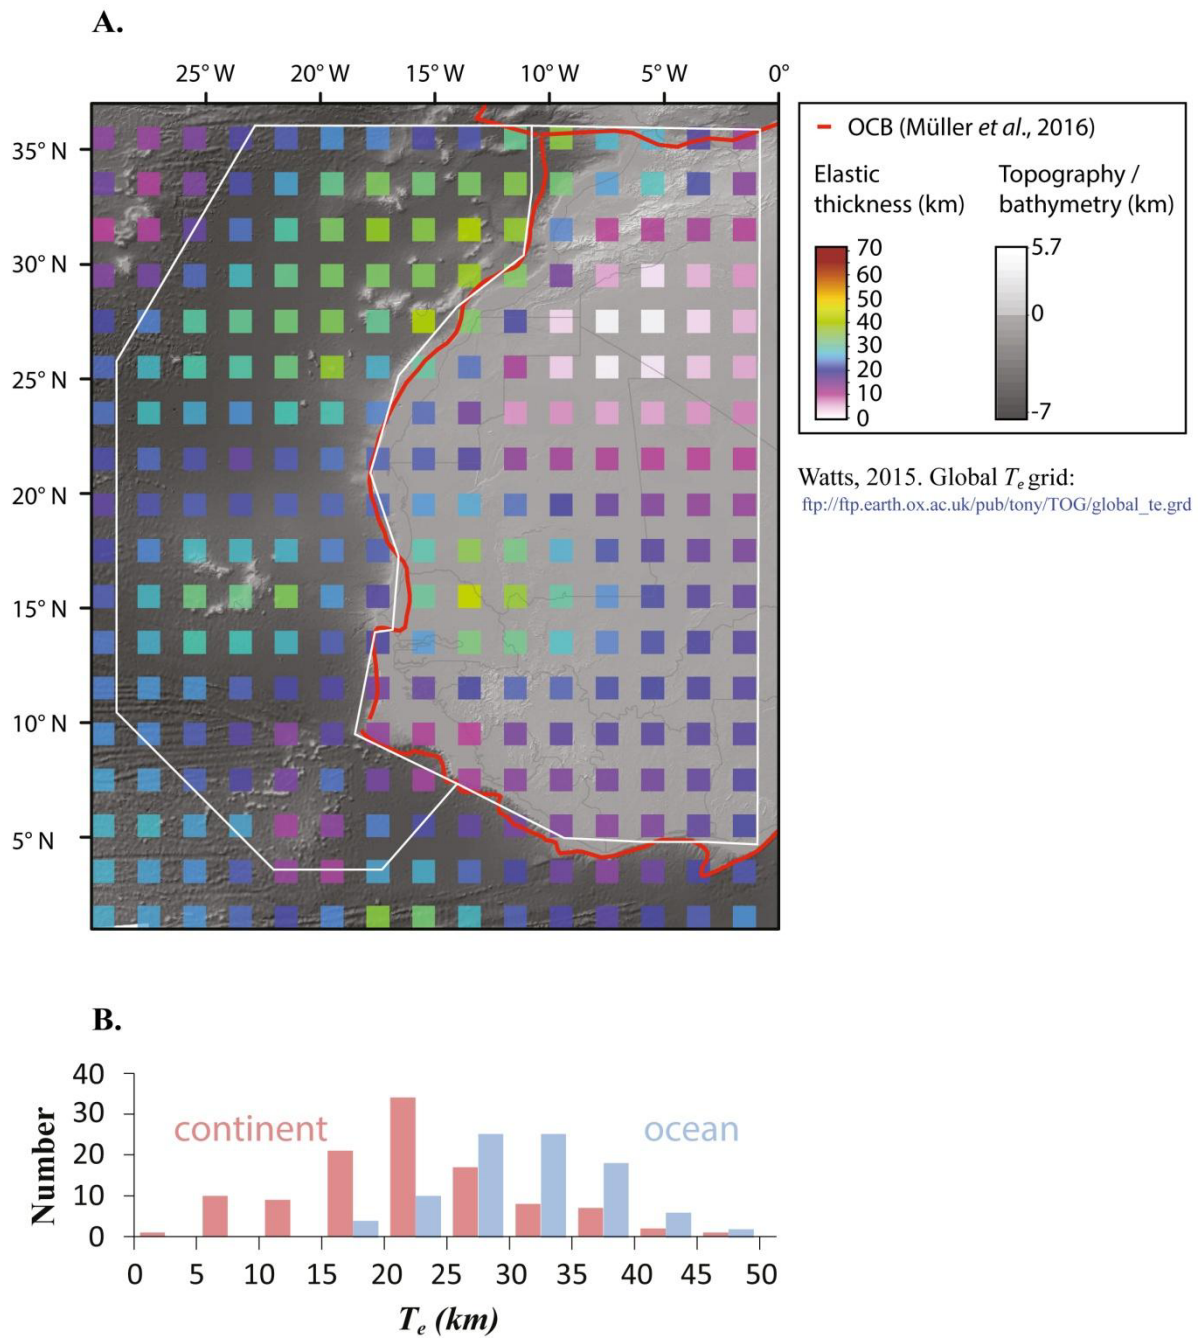 A.
25° W 20° W 15° W 10° W 5° W 0°
35° N
30° N
25° N
20° N
15° N
10° N
5° N
OCB (Müller et al., 2016)
Elastic
thickness (km)
70
60
50
40
30
20
10
0
Topography /
bathymetry (km)
5.7
0
-7
Watts, 2015. Global Te grid:
ftp://ftp.earth.ox.ac.uk/pub/tony/TOG/global_te.grd
B.
Number
40
30
20
10
0
continent
ocean
0 5 10 15 20 25 30 35 40 45 50
Te (km)